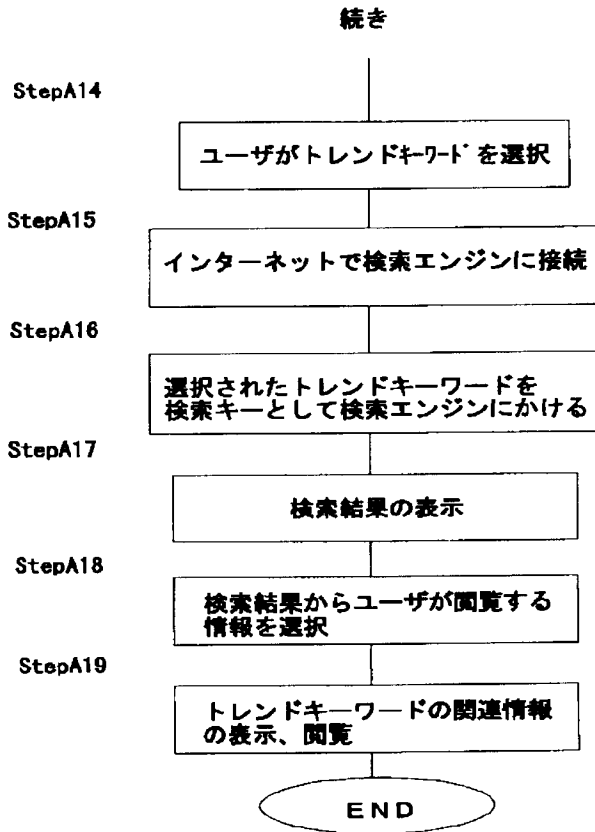 続き
StepA14
ユーザがトレンドｷｰﾜｰﾄﾞを選択
StepA15
インターネットで検索エンジンに接続
StepA16
選択されたトレンドキーワードを
検索キーとして検索エンジンにかける
StepA17
検索結果の表示
StepA18
検索結果からユーザが閲覧する
情報を選択
StepA19
トレンドキーワードの関連情報
の表示、閲覧
END